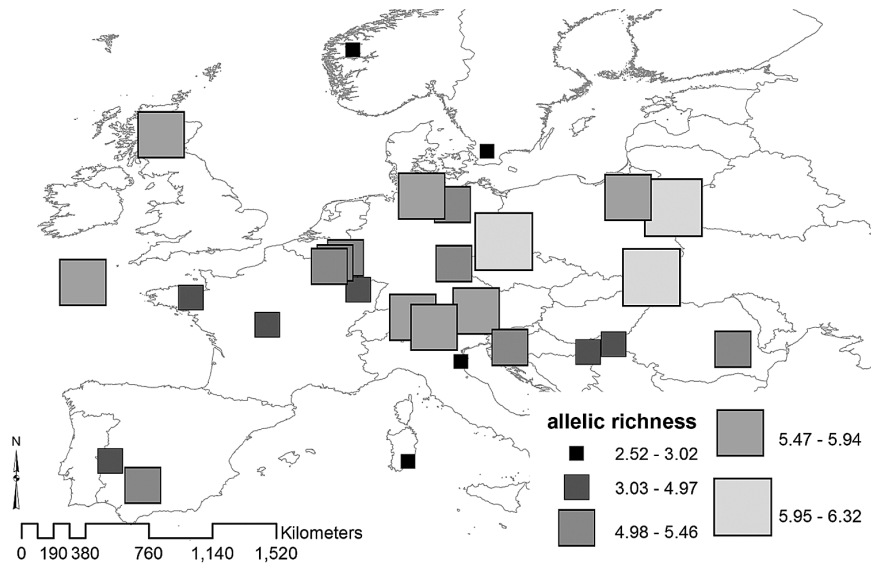 N
Kilometers
0 190 380 760 1,140 1,520
allelic richness
2.52 - 3.02
3.03 - 4.97
4.98 - 5.46
5.47 - 5.94
5.95 - 6.32